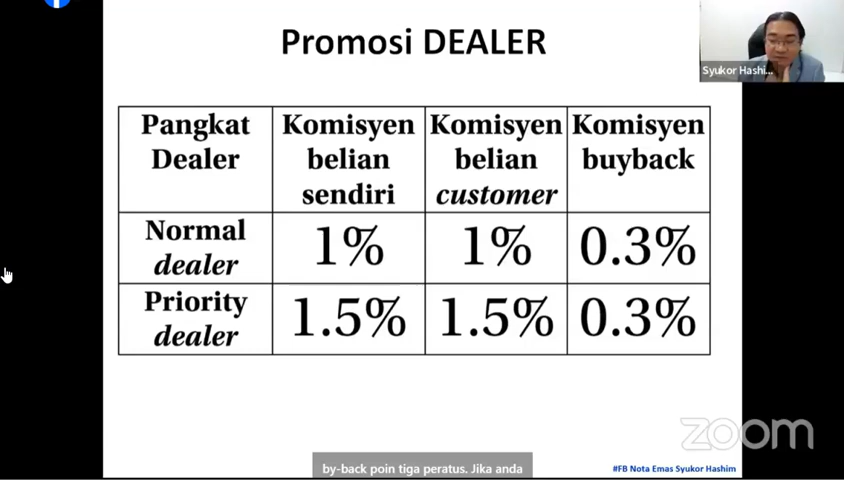 Promosi DEALER
Syukor Hashi...
Pangkat Dealer
Komisyen belian sendiri
Komisyen belian customer
Komisyen buyback
Normal dealer
1%
1%
0.3%
Priority dealer
1.5%
1.5%
0.3%
zoom
by-back poin tiga peratus. Jika anda
#FB Nota Emas Syukor Hashim